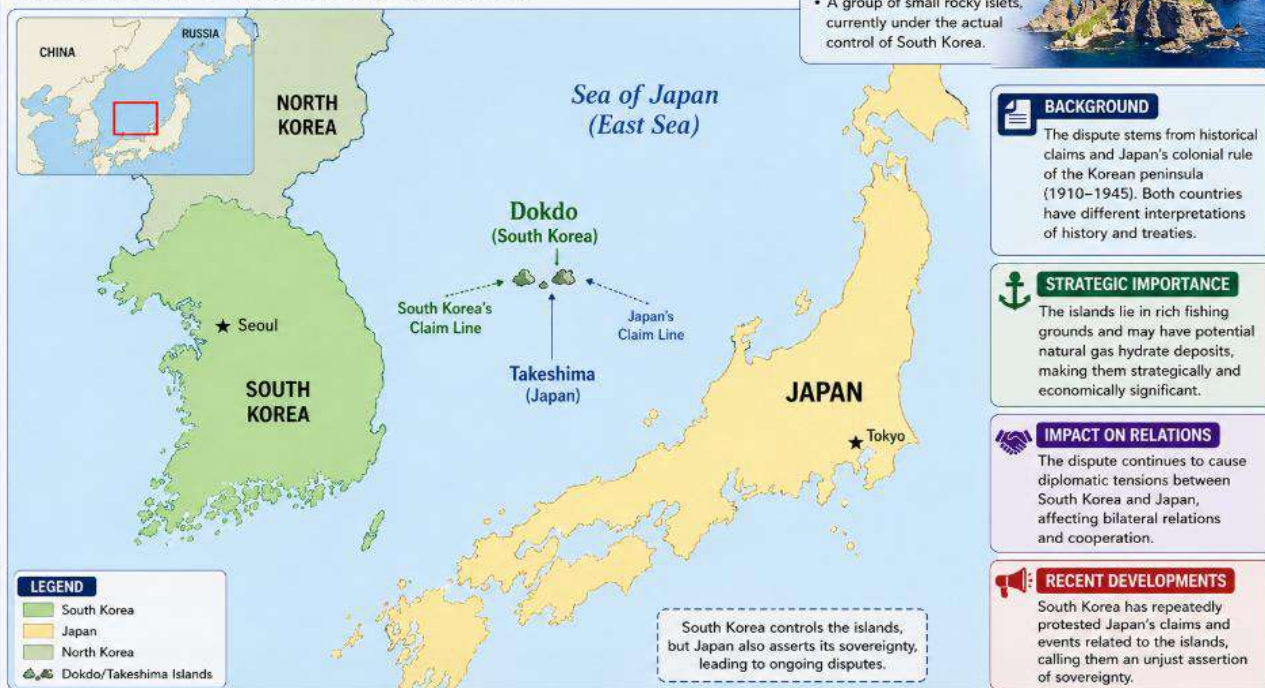 • A group of small rocky islets,
currently under the actual
control of South Korea.
CHINA
RUSSIA
NORTH
KOREA
Sea of Japan
(East Sea)
Dokdo
(South Korea)
South Korea's
Claim Line
Japan's
Claim Line
Takeshima
(Japan)
Seoul
SOUTH
KOREA
JAPAN
Tokyo
LEGEND
South Korea
Japan
North Korea
Dokdo/Takeshima Islands
South Korea controls the islands,
but Japan also asserts its sovereignty,
leading to ongoing disputes.
BACKGROUND
The dispute stems from historical
claims and Japan's colonial rule
of the Korean peninsula
(1910–1945). Both countries
have different interpretations
of history and treaties.
STRATEGIC IMPORTANCE
The islands lie in rich fishing
grounds and may have potential
natural gas hydrate deposits,
making them strategically and
economically significant.
IMPACT ON RELATIONS
The dispute continues to cause
diplomatic tensions between
South Korea and Japan,
affecting bilateral relations
and cooperation.
RECENT DEVELOPMENTS
South Korea has repeatedly
protested Japan's claims and
events related to the islands,
calling them an unjust assertion
of sovereignty.